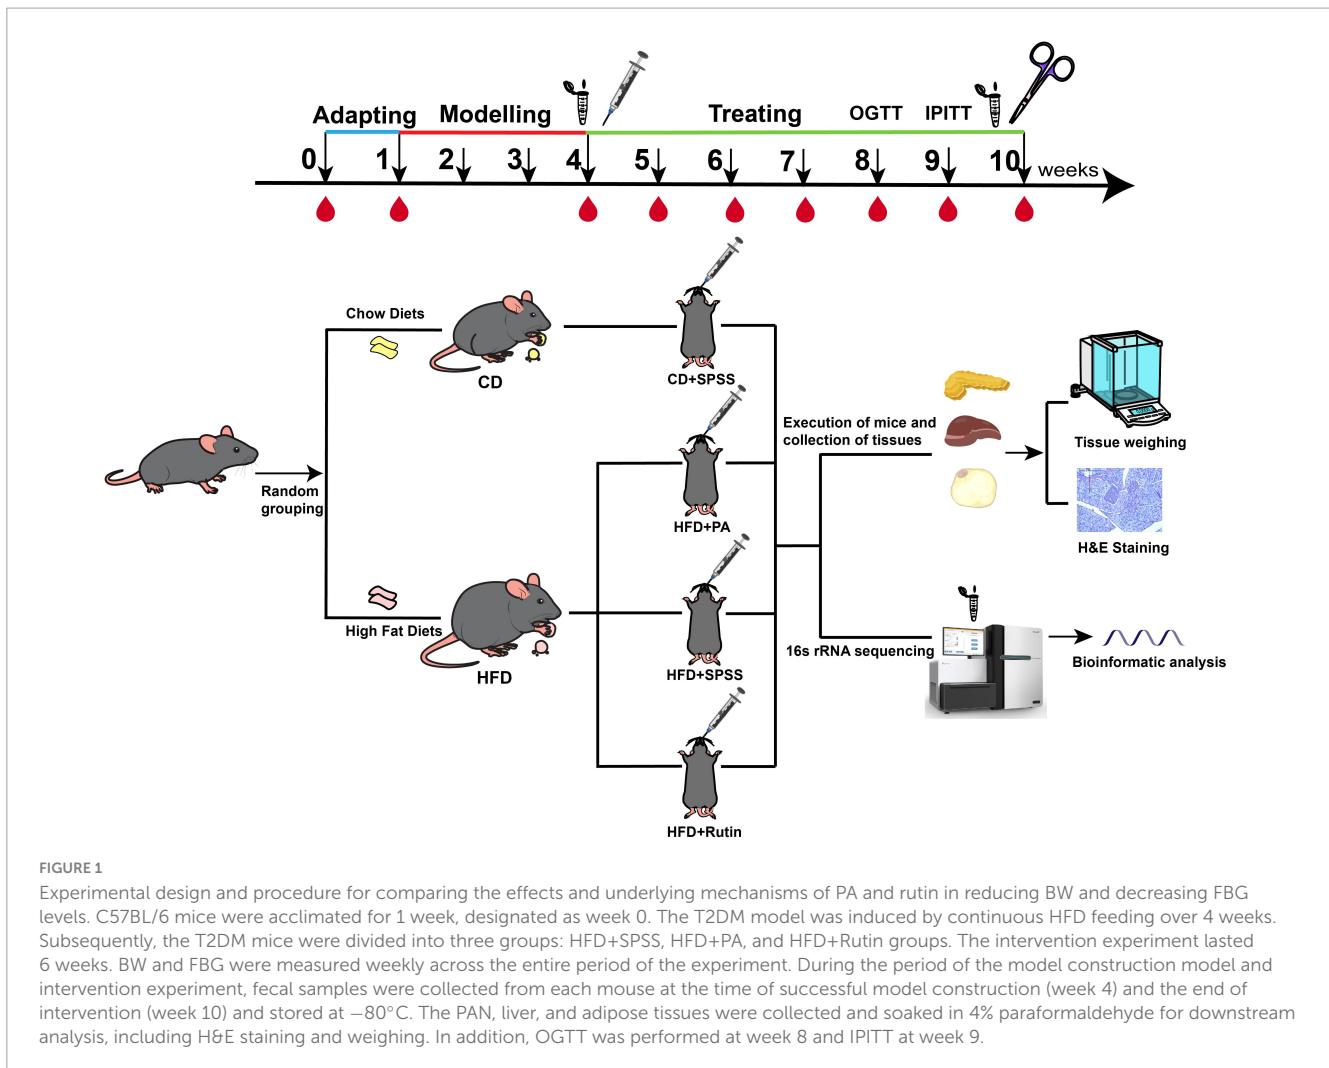 Adapting Modelling Treating OGTT IPITT
0 1 2 3 4 5 6 7 8 9 10 weeks
Chow Diets
CD
CD+SPSS
Random
grouping
HFD+PA
Execution of mice and
collection of tissues
Tissue weighing
H&E Staining
High Fat Diets
HFD
HFD+SPSS
16s rRNA sequencing
Bioinformatic analysis
HFD+Rutin
FIGURE 1
Experimental design and procedure for comparing the effects and underlying mechanisms of PA and rutin in reducing BW and decreasing FBG
levels. C57BL/6 mice were acclimated for 1 week, designated as week 0. The T2DM model was induced by continuous HFD feeding over 4 weeks.
Subsequently, the T2DM mice were divided into three groups: HFD+SPSS, HFD+PA, and HFD+Rutin groups. The intervention experiment lasted
6 weeks. BW and FBG were measured weekly across the entire period of the experiment. During the period of the model construction model and
intervention experiment, fecal samples were collected from each mouse at the time of successful model construction (week 4) and the end of
intervention (week 10) and stored at −80°C. The PAN, liver, and adipose tissues were collected and soaked in 4% paraformaldehyde for downstream
analysis, including H&E staining and weighing. In addition, OGTT was performed at week 8 and IPITT at week 9.